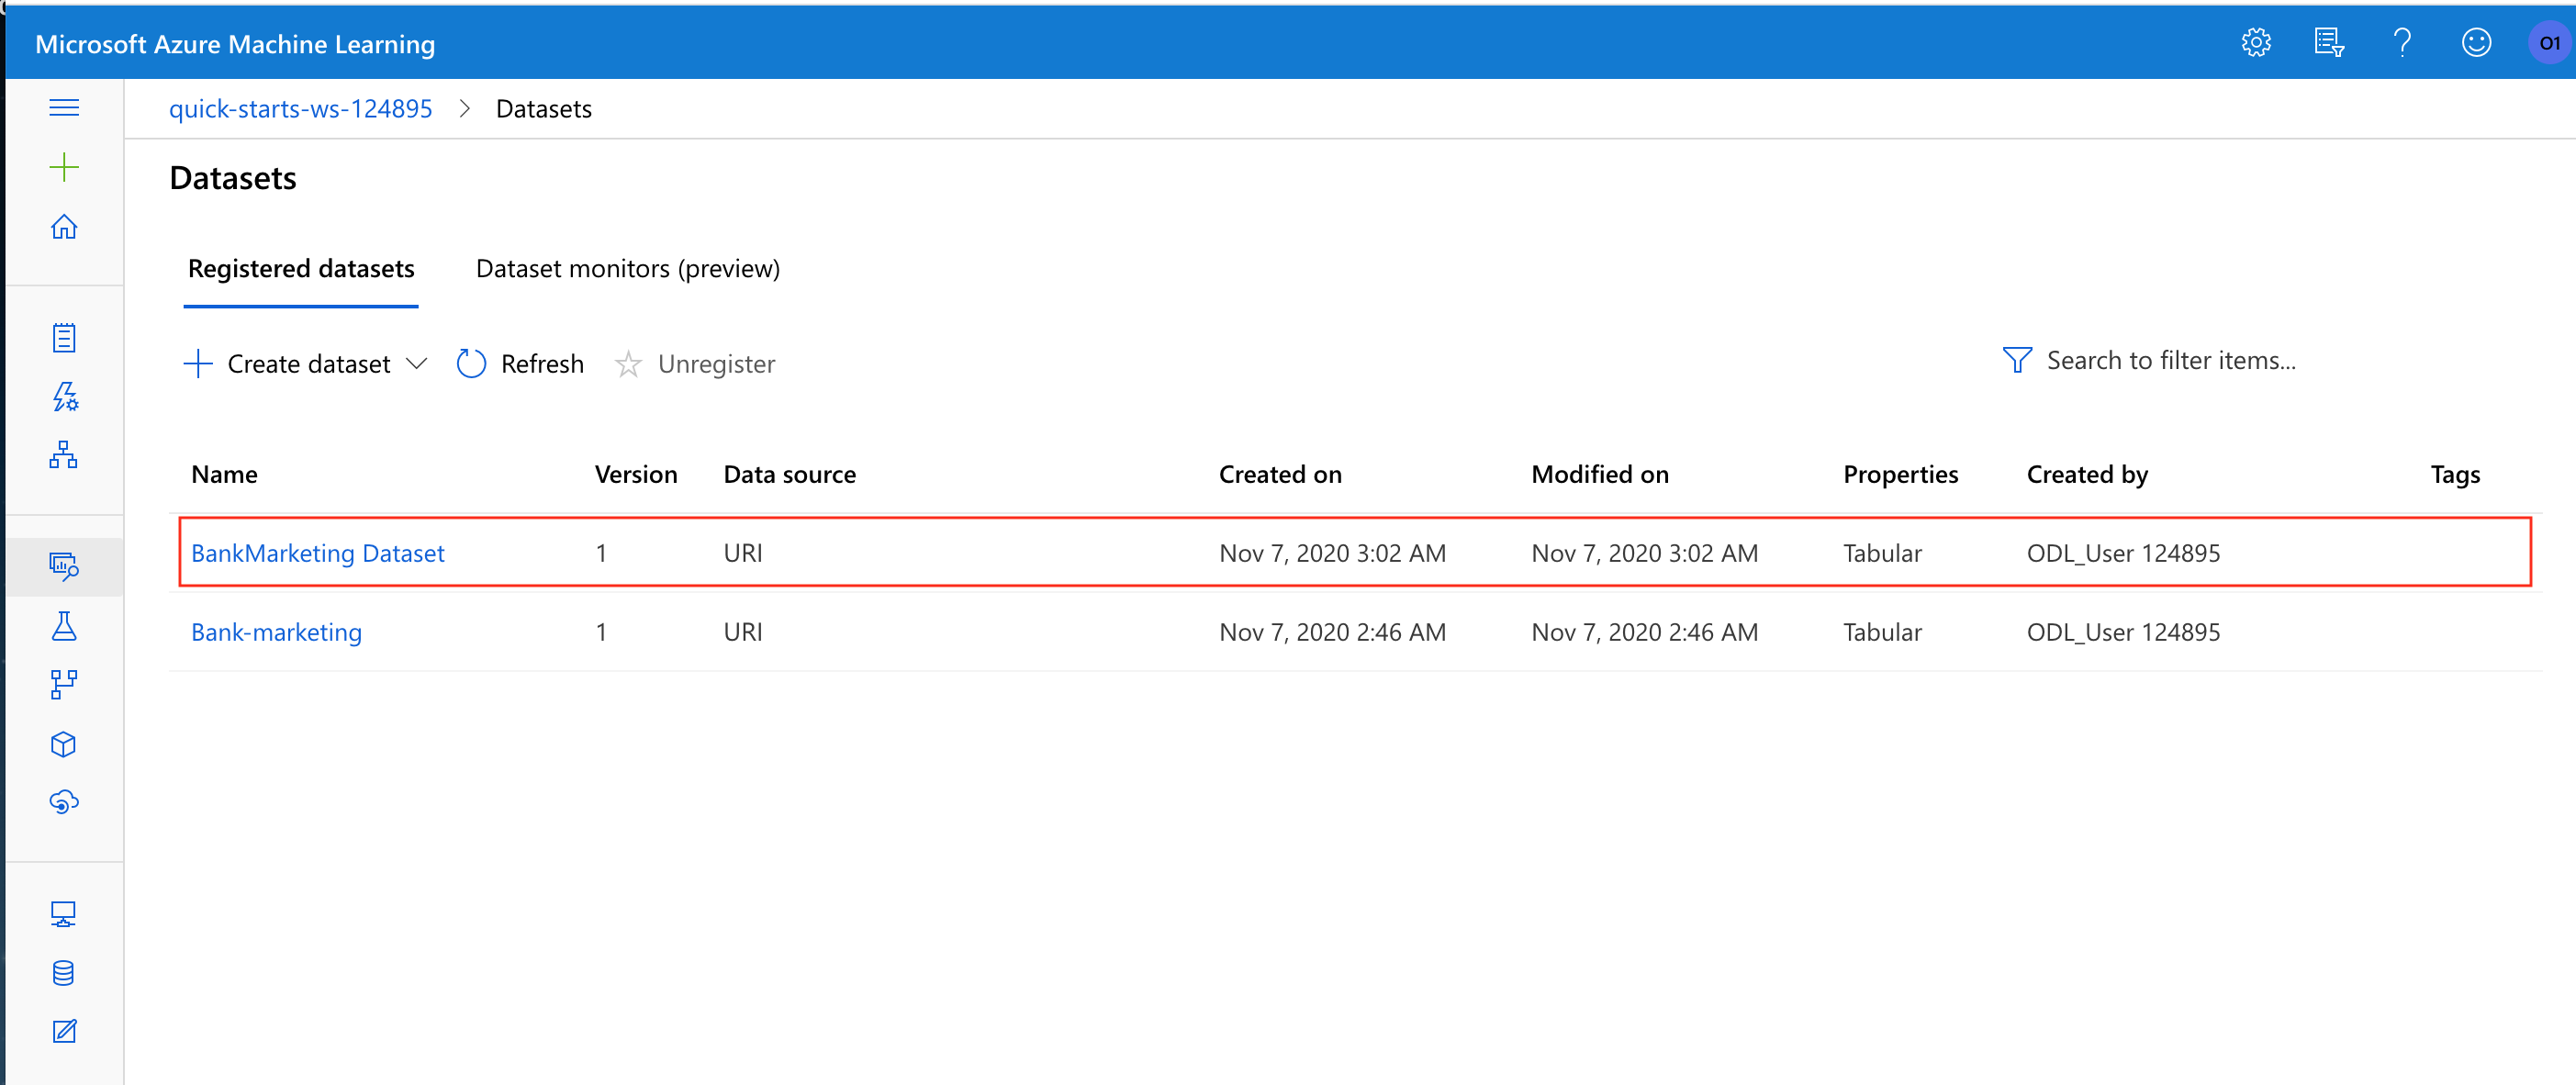 Microsoft Azure Machine Learning
O1
quick-starts-ws-124895 > Datasets
Datasets
Registered datasets Dataset monitors (preview)
Create dataset Refresh Unregister Search to filter items...
Name Version Data source Created on Modified on Properties Created by Tags
BankMarketing Dataset 1 URI Nov 7, 2020 3:02 AM Nov 7, 2020 3:02 AM Tabular ODL_User 124895
Bank-marketing 1 URI Nov 7, 2020 2:46 AM Nov 7, 2020 2:46 AM Tabular ODL_User 124895